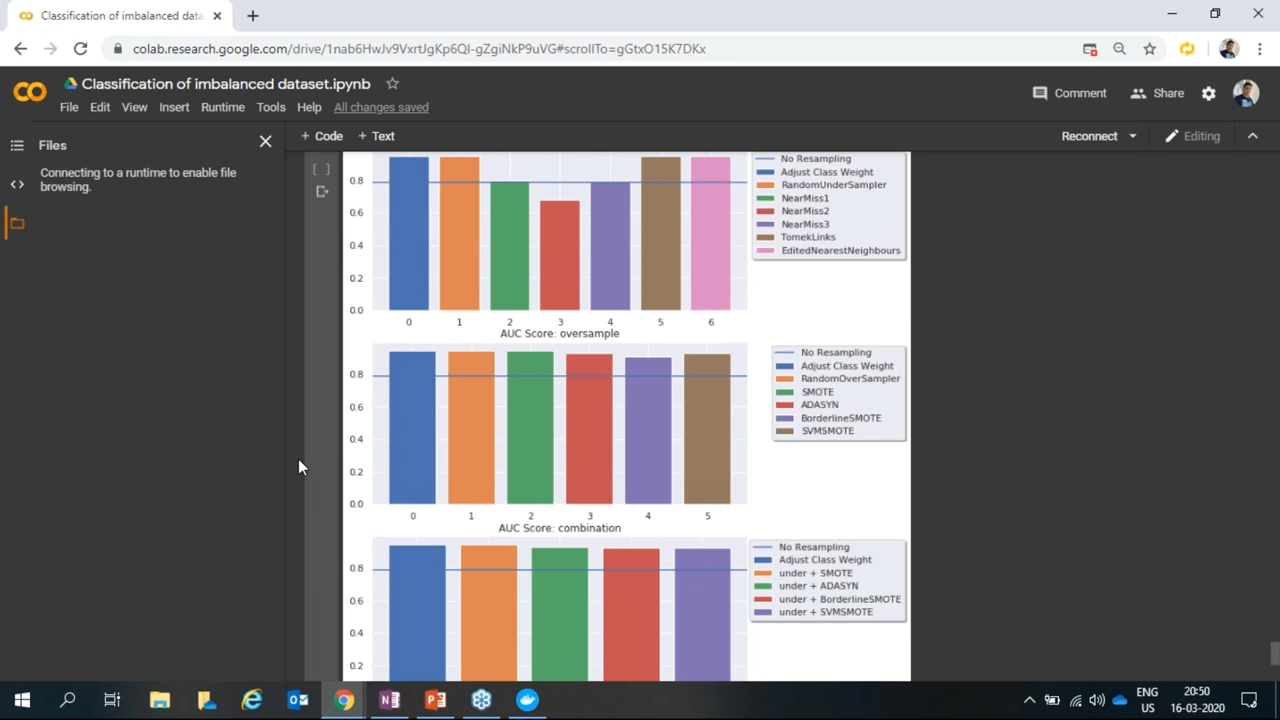 Classification of imbalanced data
colab.research.google.com/drive/1nab6HwJv9VxrtJgKp6QI-gZgiNkP9uVG#scrollTo=gGtxO15K7DKx
Classification of imbalanced dataset.ipynb
File Edit View Insert Runtime Tools Help All changes saved
Comment Share
Files
Connecting to a runtime to enable file
browsing.
+ Code + Text
Reconnect Editing
[ ]
0.8
0.6
0.4
0.2
0.0
0 1 2 3 4 5 6
No Resampling
Adjust Class Weight
RandomUnderSampler
NearMiss1
NearMiss2
NearMiss3
TomekLinks
EditedNearestNeighbours
AUC Score: oversample
0.8
0.6
0.4
0.2
0.0
0 1 2 3 4 5
No Resampling
Adjust Class Weight
RandomOverSampler
SMOTE
ADASYN
BorderlineSMOTE
SVMSMOTE
AUC Score: combination
0.8
0.6
0.4
0.2
No Resampling
Adjust Class Weight
under + SMOTE
under + ADASYN
under + BorderlineSMOTE
under + SVMSMOTE
ENG
US
20:50
16-03-2020